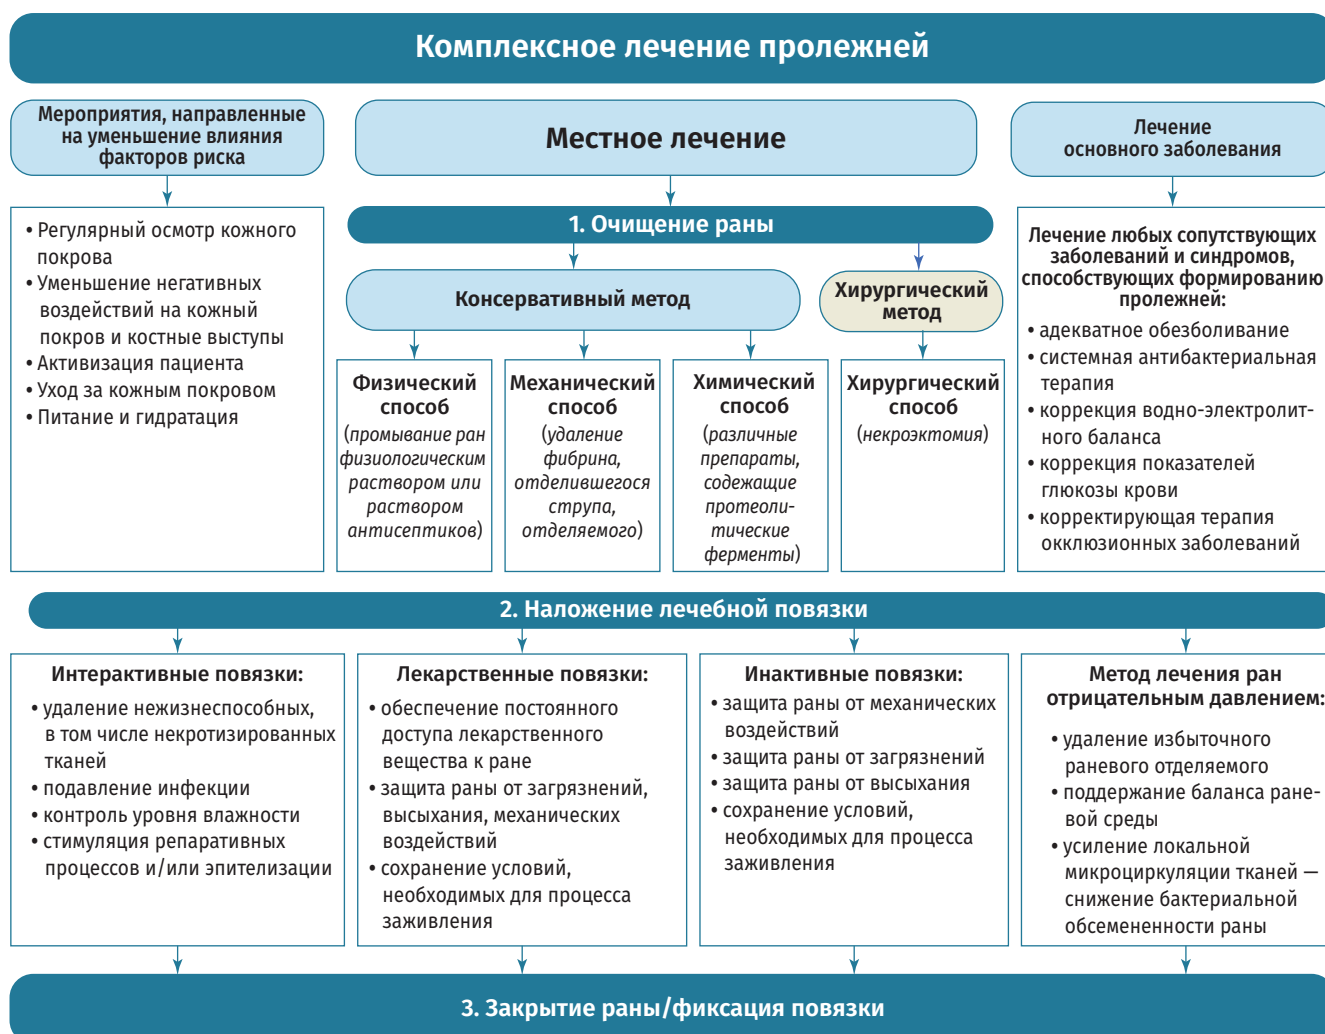 Комплексное лечение пролежней
Мероприятия, направленные
на уменьшение влияния
факторов риска
• Регулярный осмотр кожного
покрова
• Уменьшение негативных
воздействий на кожный
покров и костные выступы
• Активизация пациента
• Уход за кожным покровом
• Питание и гидратация
Местное лечение
1. Очищение раны
Консервативный метод
Хирургический
метод
Физический
способ
(промывание ран
физиологическим
раствором или
раствором
антисептиков)
Механический
способ
(удаление
фибрина,
отделившегося
струпа,
отделяемого)
Химический
способ
(различные
препараты,
содежащие
протеоли-
тические
ферменты)
Хирургический
способ
(некроэктомия)
Лечение
основного заболевания
Лечение любых сопутствующих
заболеваний и синдромов,
способствующих формированию
пролежней:
• адекватное обезболивание
• системная антибактериальная
терапия
• коррекция водно-электролит-
ного баланса
• коррекция показателей
глюкозы крови
• корректирующая терапия
окклюзионных заболеваний
2. Наложение лечебной повязки
Интерактивные повязки:
• удаление нежизнеспособных,
в том числе некротизированных
тканей
• подавление инфекции
• контроль уровня влажности
• стимуляция репаративных
процессов и/или эпителизации
Лекарственные повязки:
• обеспечение постоянного
доступа лекарственного
вещества к ране
• защита раны от загрязнений,
высыхания, механических
воздействий
• сохранение условий,
необходимых для процесса
заживления
Инактивные повязки:
• защита раны от механических
воздействий
• защита раны от загрязнений
• защита раны от высыхания
• сохранение условий,
необходимых для процесса
заживления
Метод лечения ран
отрицательным давлением:
• удаление избыточного
раневого отделяемого
• поддержание баланса ране-
вой среды
• усиление локальной
микроциркуляции тканей —
снижение бактериальной
обсемененности раны
3. Закрытие раны/фиксация повязки